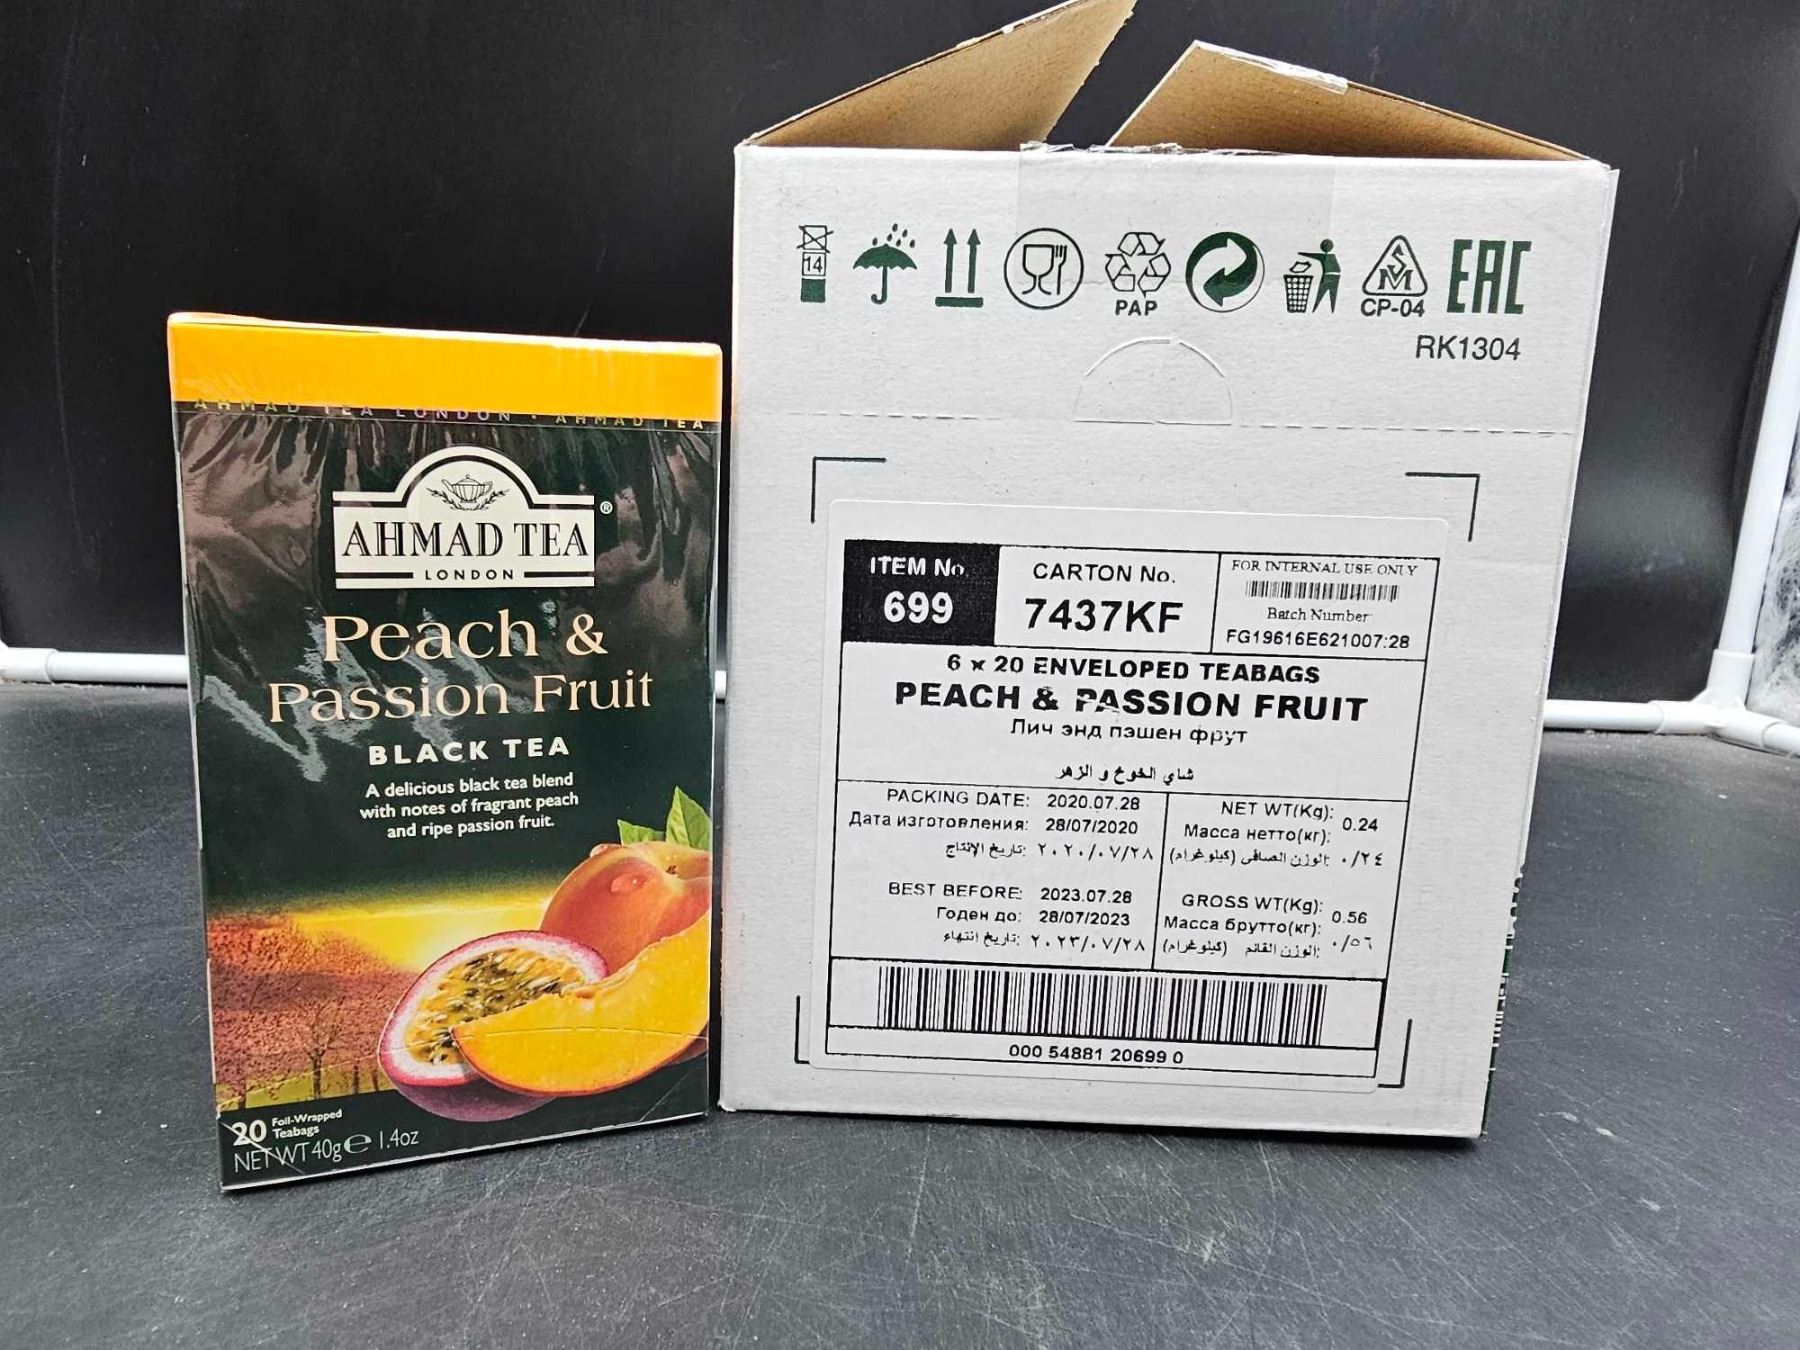 AHMAD TEA LONDON · AHMAD TEA
AHMAD TEA ®
LONDON
Peach &
Passion Fruit
BLACK TEA
A delicious black tea blend
with notes of fragrant peach
and ripe passion fruit.
20 Foil-Wrapped
Teabags
NET WT 40g e 1.4oz
14
PAP
CP-04
EAC
RK1304
ITEM No.
699
CARTON No.
7437KF
FOR INTERNAL USE ONLY
Batch Number
FG19616E621007:28
6 x 20 ENVELOPED TEABAGS
PEACH & PASSION FRUIT
Пич энд пэшен фрут
شاي الخوخ و الزهر
PACKING DATE: 2020.07.28
Дата изготовления: 28/07/2020
تاريخ الإنتاج: ٢٠٢٠/٠٧/٢٨
BEST BEFORE: 2023.07.28
Годен до: 28/07/2023
تاريخ انتهاء: ٢٠٢٣/٠٧/٢٨
NET WT(Kg): 0.24
Масса нетто(кг):
الوزن الصافى (كيلوغرام): ٠/٢٤
GROSS WT(Kg): 0.56
Масса брутто(кг):
الوزن القائم (كيلوغرام): ٠/٥٦
000 54881 20699 0